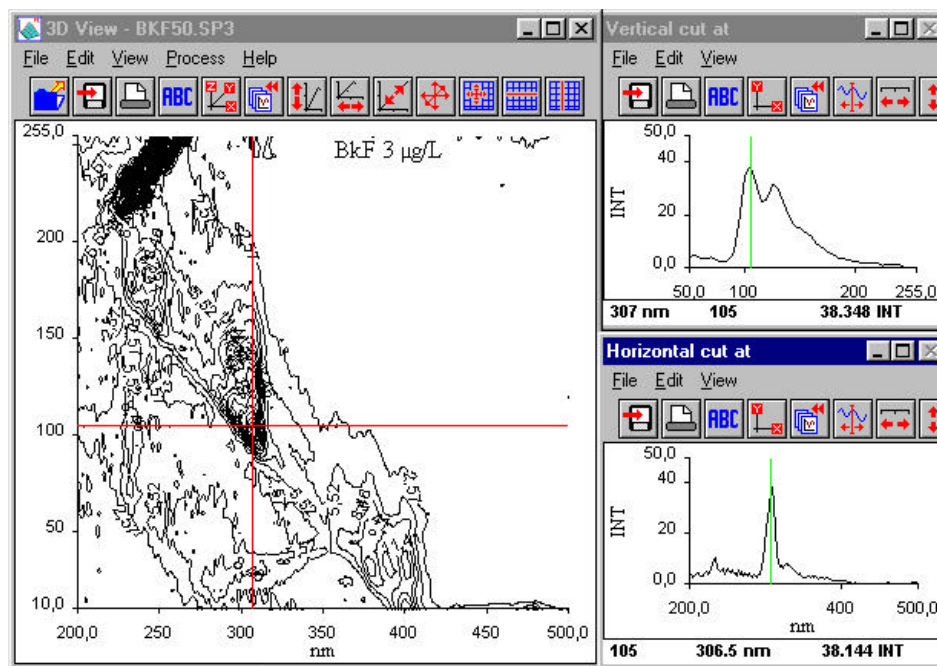 3D View - BKF50.SP3
File Edit View Process Help
ABC
Z Y X
255,0
BkF 3 µg/L
200
150
100
50
10,0
200,0 250 300 350 400 450 500,0
nm
Vertical cut at
File Edit View
ABC
Y X
50,0
40
INT
20
0,0
50,0 100 200 255,0
307 nm 105 38.348 INT
Horizontal cut at
File Edit View
ABC
Y X
50,0
40
INT
20
0,0
200,0 400 500,0
nm
105 306.5 nm 38.144 INT